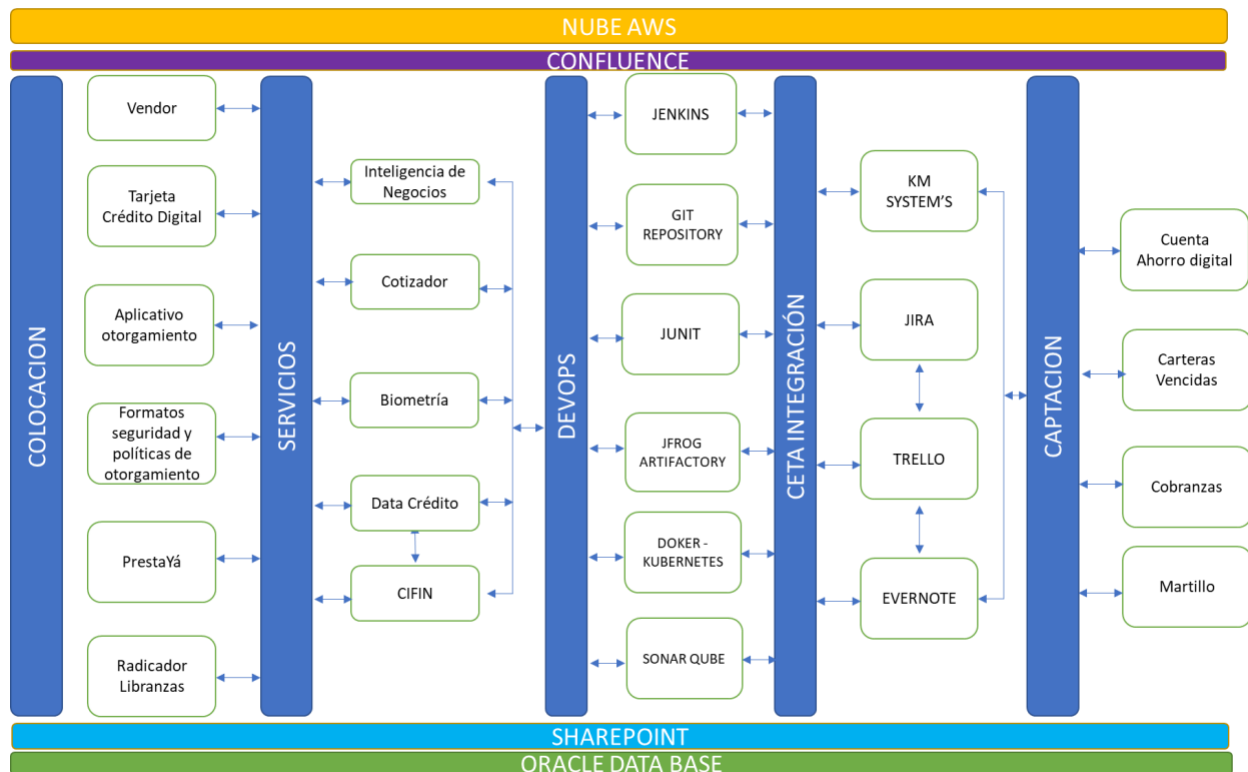 NUBE AWS
CONFLUENCE
COLOCACION
Vendor
Tarjeta
Crédito Digital
Aplicativo
otorgamiento
Formatos
seguridad y
políticas de
otorgamiento
PrestaYá
Radicador
Libranzas
SERVICIOS
Inteligencia de
Negocios
Cotizador
Biometría
Data Crédito
CIFIN
DEVOPS
JENKINS
GIT
REPOSITORY
JUNIT
JFROG
ARTIFACTORY
DOKER -
KUBERNETES
SONAR QUBE
CETA INTEGRACIÓN
KM
SYSTEM'S
JIRA
TRELLO
EVERNOTE
CAPTACION
Cuenta
Ahorro digital
Carteras
Vencidas
Cobranzas
Martillo
SHAREPOINT
ORACLE DATA BASE